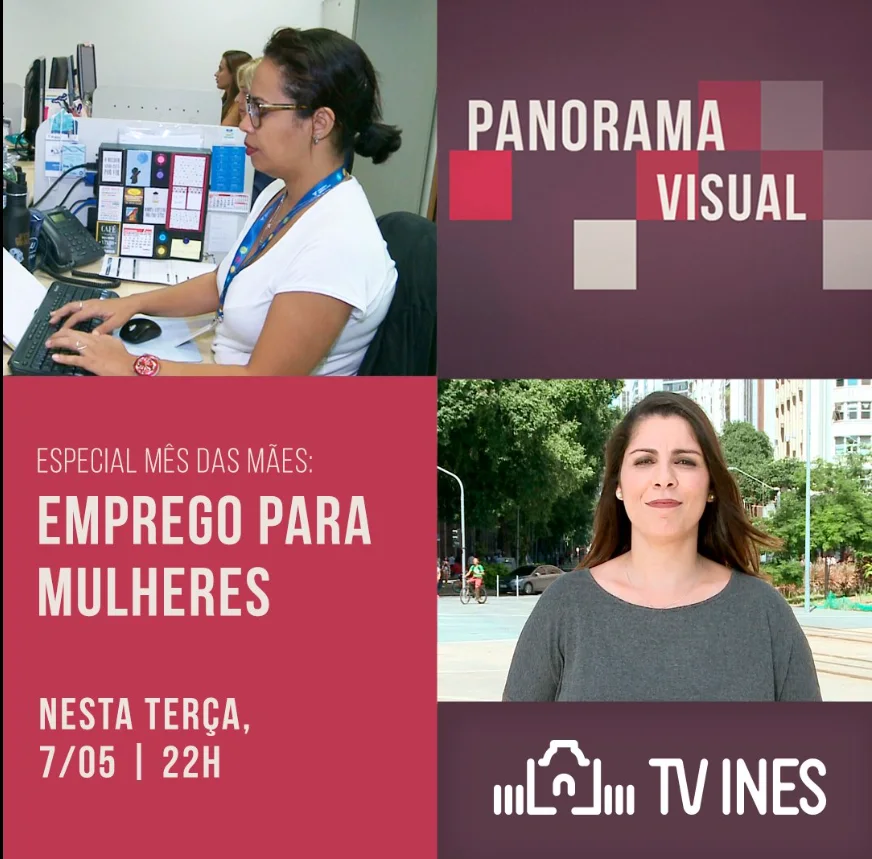 PANORAMA
VISUAL
ESPECIAL MÊS DAS MÃES:
EMPREGO PARA
MULHERES
NESTA TERÇA,
7/05 | 22H
TV INES